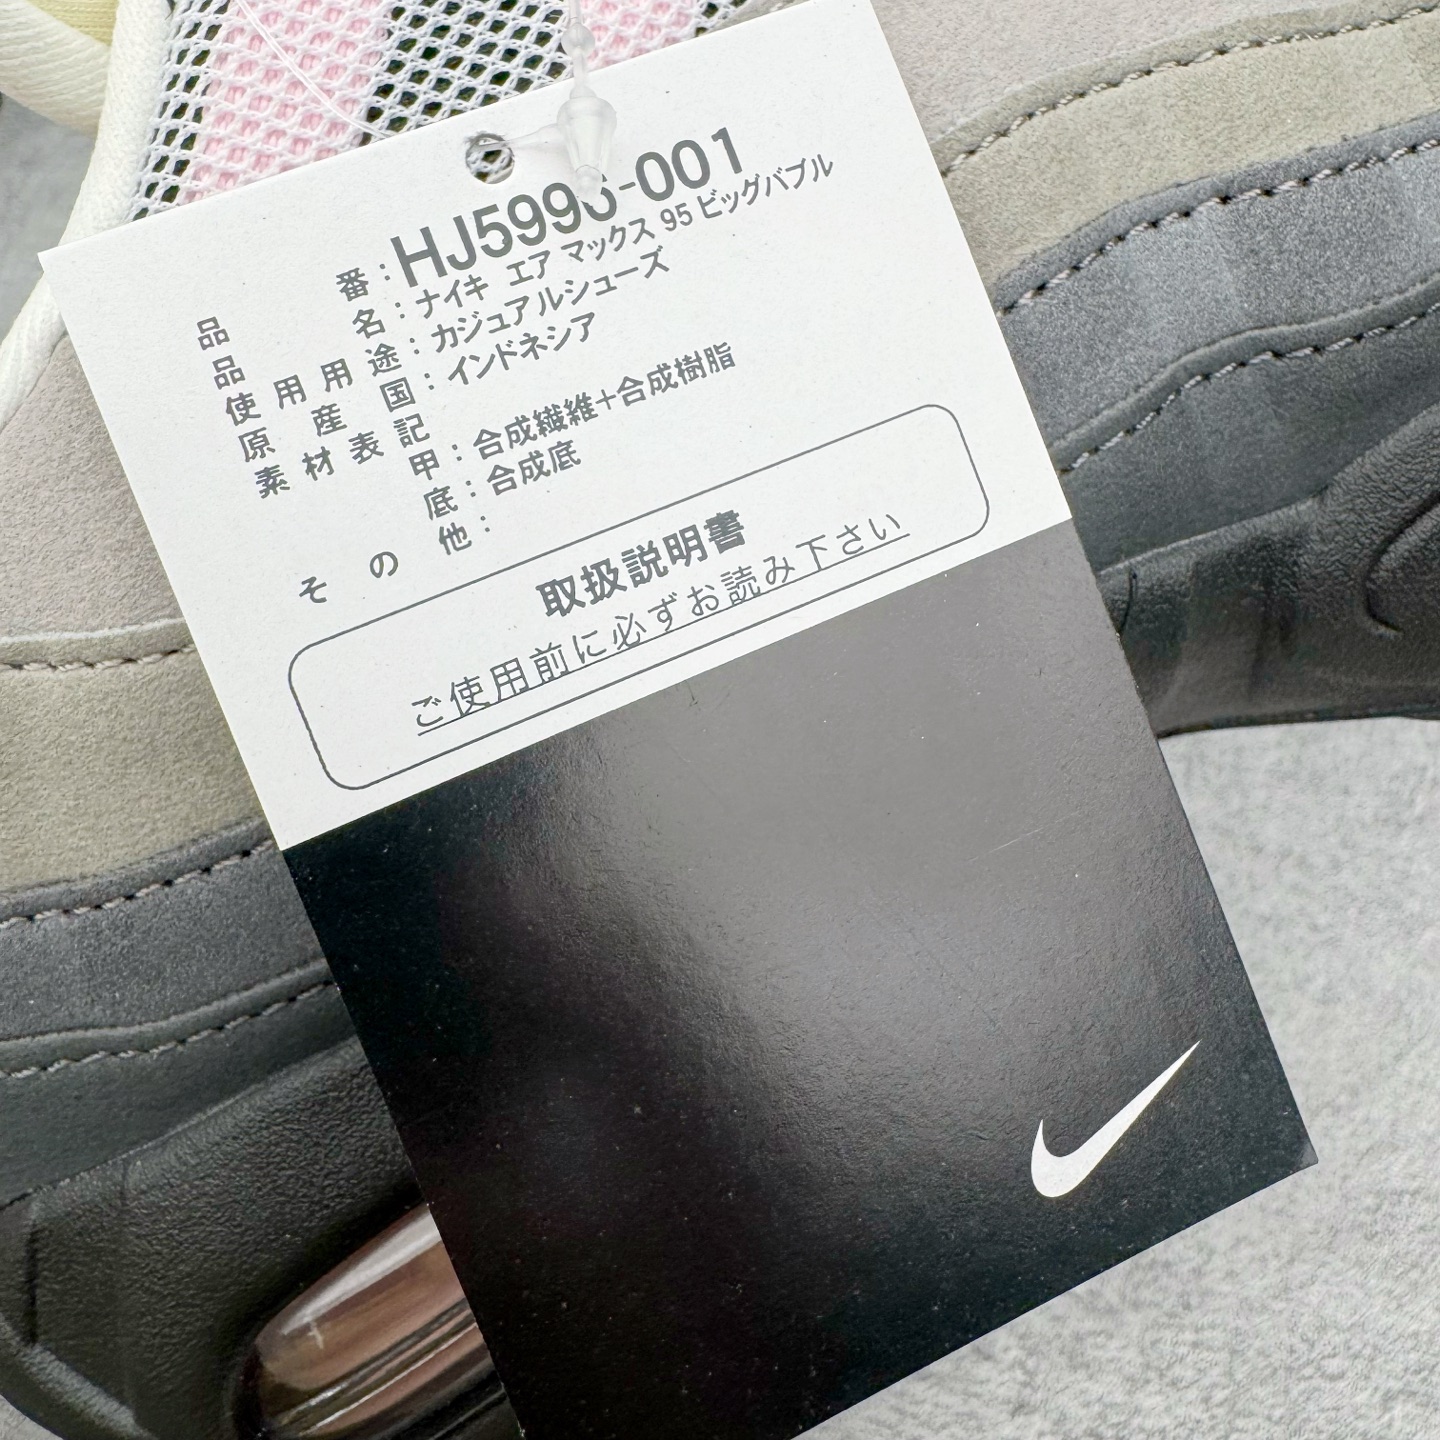 品番：HJ5996-001
品名：ナイキ エア マックス 95 ビッグバブル
使用用途：カジュアルシューズ
原産国：インドネシア
素材表記
甲：合成繊維+合成樹脂
底：合成底
その他：
取扱説明書
ご使用前に必ずお読み下さい